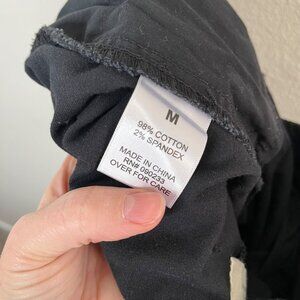 M
98% COTTON
2% SPANDEX
MADE IN CHINA
RN# 090233
OVER FOR CARE